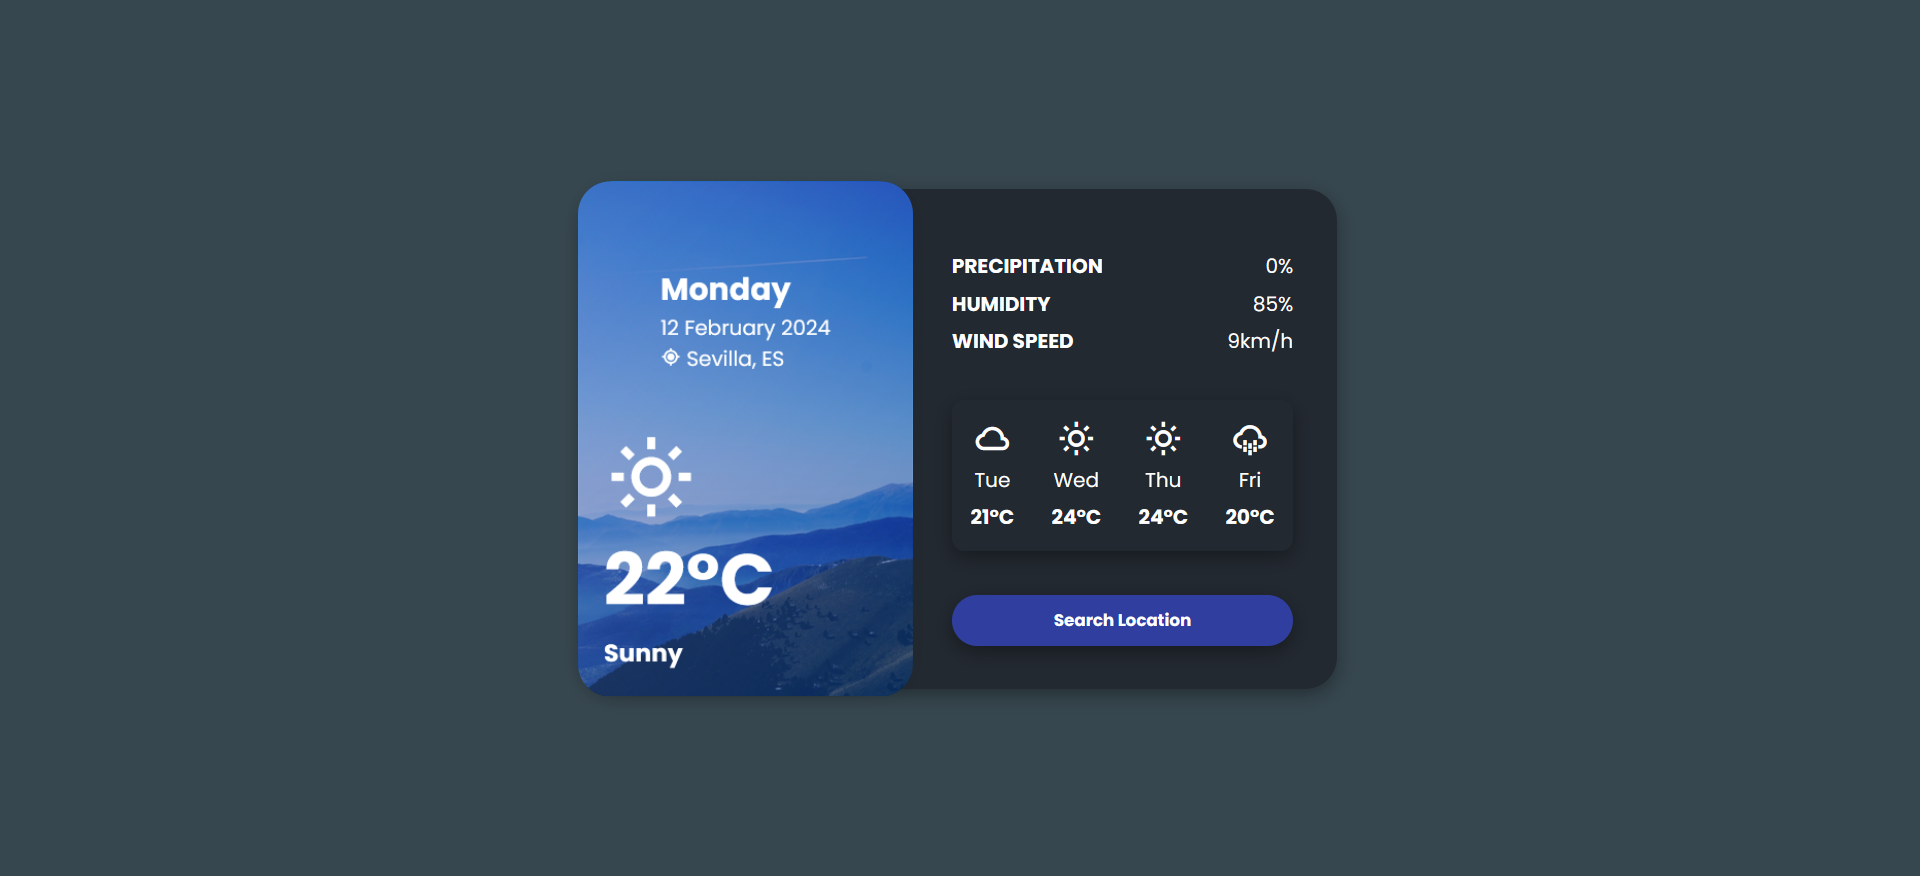 Monday
12 February 2024
Sevilla, ES
22°C
Sunny
PRECIPITATION 0%
HUMIDITY 85%
WIND SPEED 9km/h
Tue Wed Thu Fri
21°C 24°C 24°C 20°C
Search Location